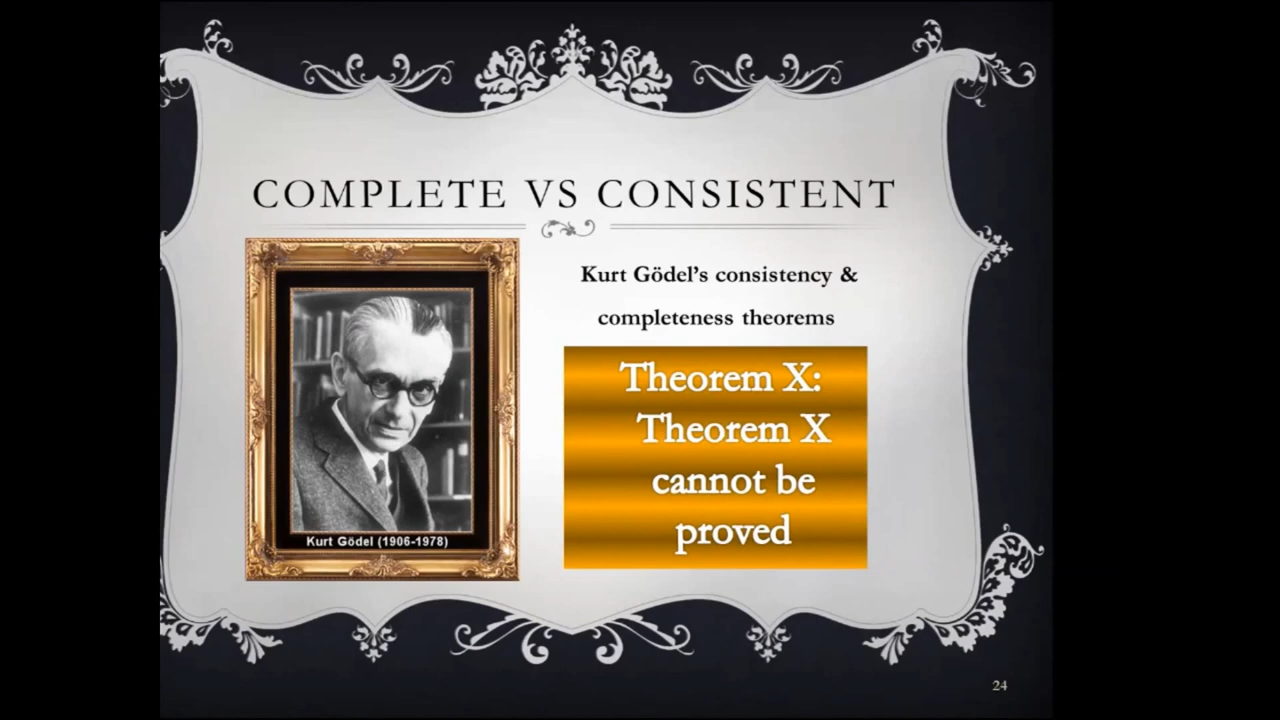 COMPLETE VS CONSISTENT
Kurt Gödel's consistency &
completeness theorems
Theorem X:
Theorem X
cannot be
proved
Kurt Gödel (1906-1978)
24